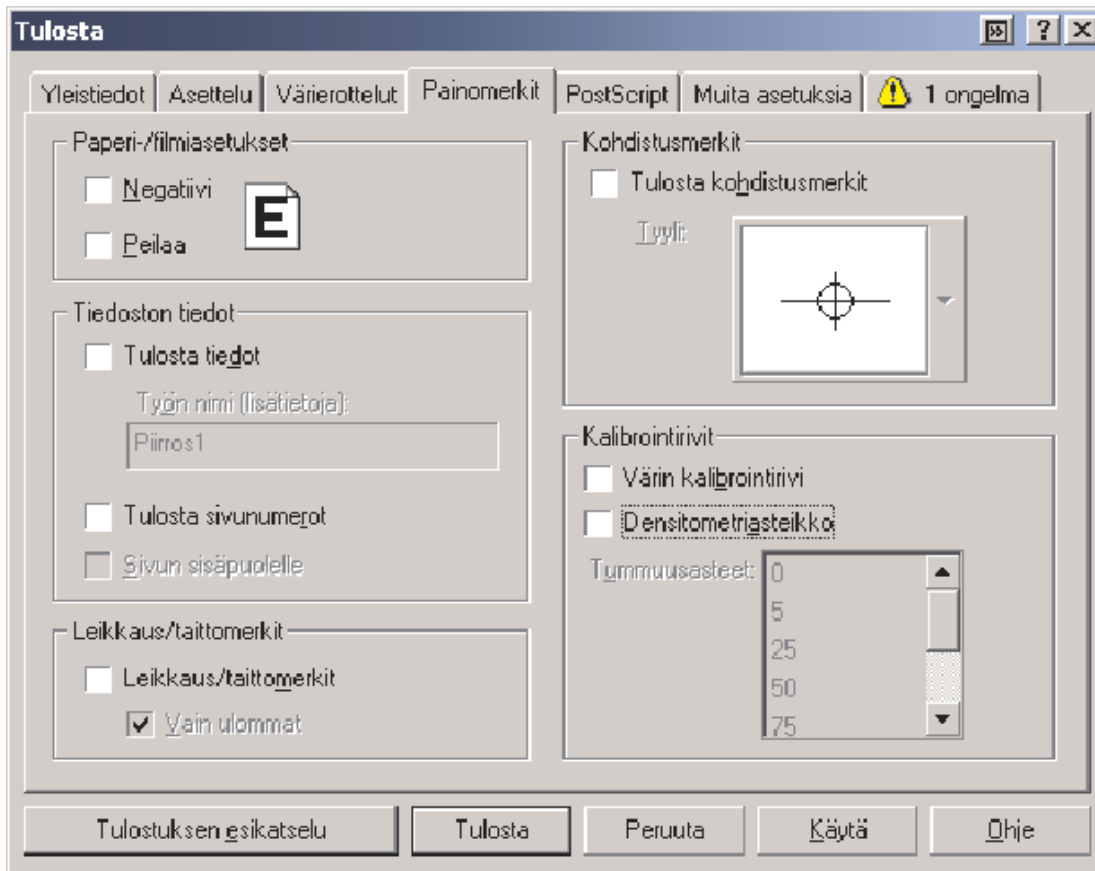 Tulosta
Yleistiedot Asettelu Värierottelut Painomerkit PostScript Muita asetuksia 1 ongelma
Paperi-/filmiasetukset
Negatiivi
E
Peilaa
Tiedoston tiedot
Tulosta tiedot
Työn nimi (lisätietoja):
Piirros1
Tulosta sivunumerot
Sivun sisäpuolelle
Leikkaus/taittomerkit
Leikkaus/taittomerkit
Vain ulommat
Kohdistusmerkit
Tulosta kohdistusmerkit
Tyyli:
Kalibrointirivit
Värin kalibrointirivi
Densitometriasteikko
Tummuusasteet: 0
5
25
50
75
Tulostuksen esikatselu Tulosta Peruuta Käytä Ohje